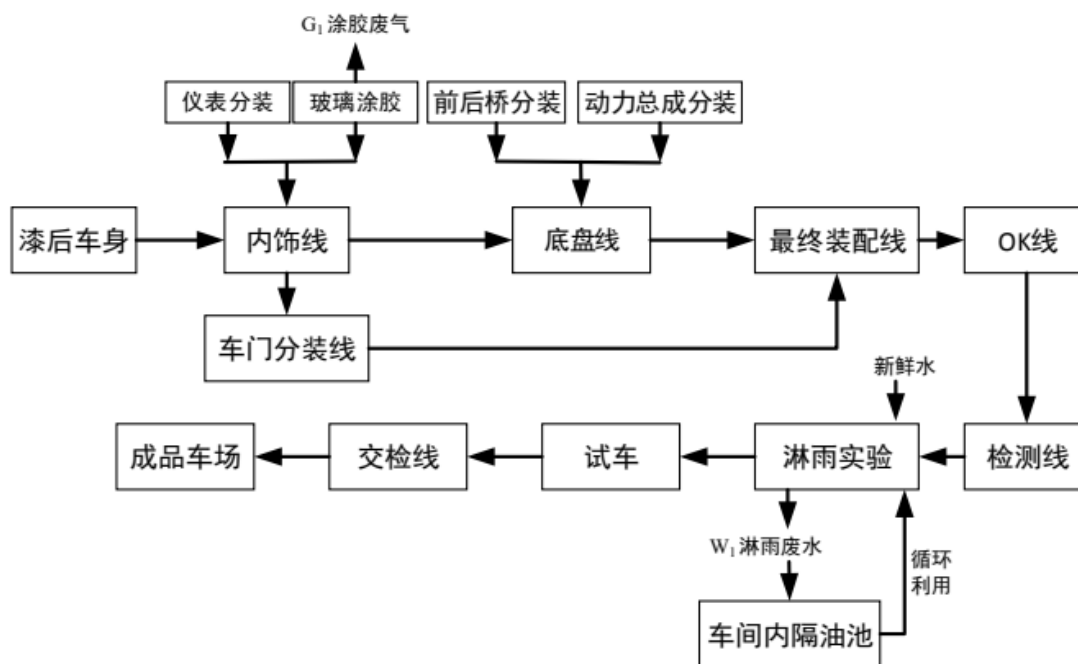 G₁ 涂胶废气
仪表分装
玻璃涂胶
前后桥分装
动力总成分装
漆后车身
内饰线
底盘线
最终装配线
OK线
车门分装线
新鲜水
成品车场
交检线
试车
淋雨实验
检测线
W₁ 淋雨废水
循环
利用
车间内隔油池